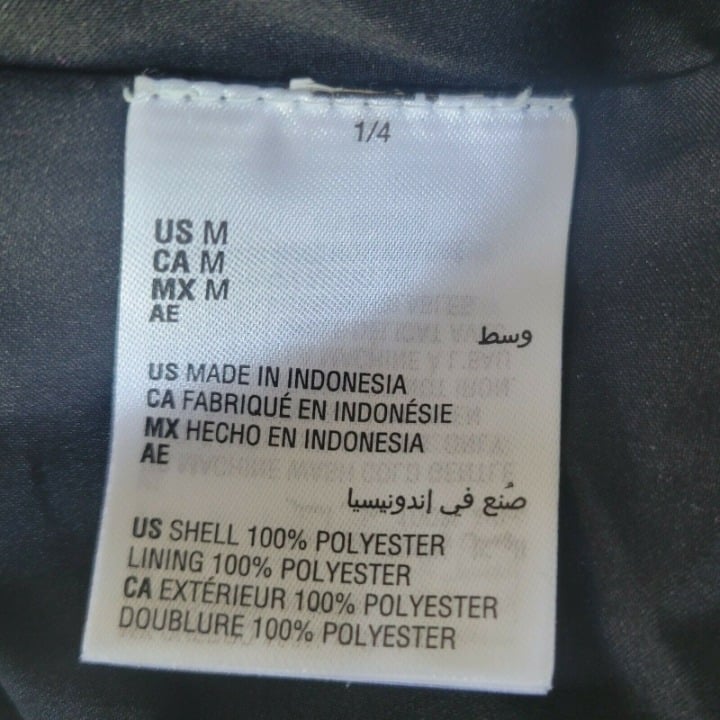 1/4
US M
CA M
MX M
AE
وسط
US MADE IN INDONESIA
CA FABRIQUÉ EN INDONÉSIE
MX HECHO EN INDONESIA
AE
صُنع في إندونيسيا
US SHELL 100% POLYESTER
LINING 100% POLYESTER
CA EXTÉRIEUR 100% POLYESTER
DOUBLURE 100% POLYESTER